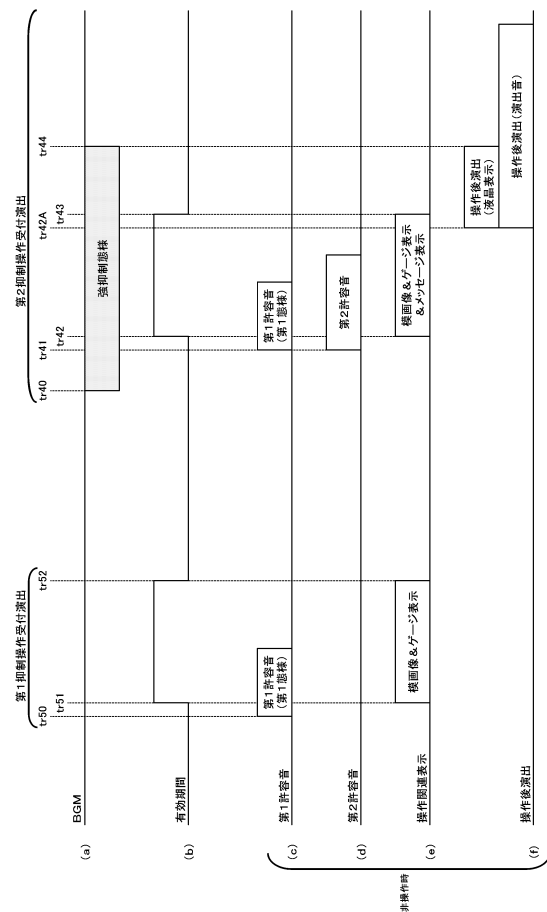 第1抑制操作受付演出
第2抑制操作受付演出
tr50
tr51
tr52
tr40
tr41
tr42
tr42A
tr43
tr44
(a)
BGM
強抑制態様
(b)
有効期間
非操作時
(c)
第1許容音
第1許容音
(第1態様)
第1許容音
(第1態様)
(d)
第2許容音
第2許容音
(e)
操作関連表示
模画像&ゲージ表示
模画像&ゲージ表示
&メッセージ表示
(f)
操作後演出
操作後演出
(液晶表示)
操作後演出(演出音)